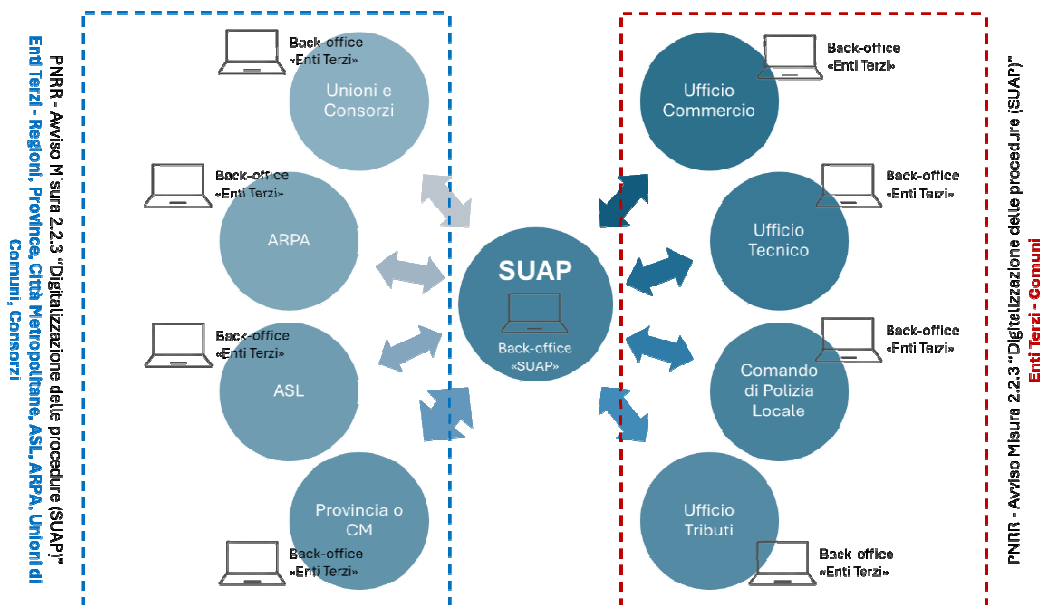 PNRR - Avviso Misura 2.2.3 "Digitalizzazione delle procedure (SUAP)"
Enti Terzi - Regioni, Province, Città Metropolitane, ASL, ARPA, Unioni di
Comuni, Consorzi
Back-office
«Enti Terzi»
Unioni e
Consorzi
Back-office
«Enti Terzi»
ARPA
Back-office
«Enti Terzi»
ASL
Provincia o
CM
Back-office
«Enti Terzi»
SUAP
Back-office
«SUAP»
Ufficio
Commercio
Back-office
«Enti Terzi»
Ufficio
Tecnico
Back-office
«Enti Terzi»
Comando
di Polizia
Locale
Back-office
«Enti Terzi»
Ufficio
Tributi
Back-office
«Enti Terzi»
PNRR - Avviso Misura 2.2.3 "Digitalizzazione delle procedure (SUAP)"
Enti Terzi - Comuni